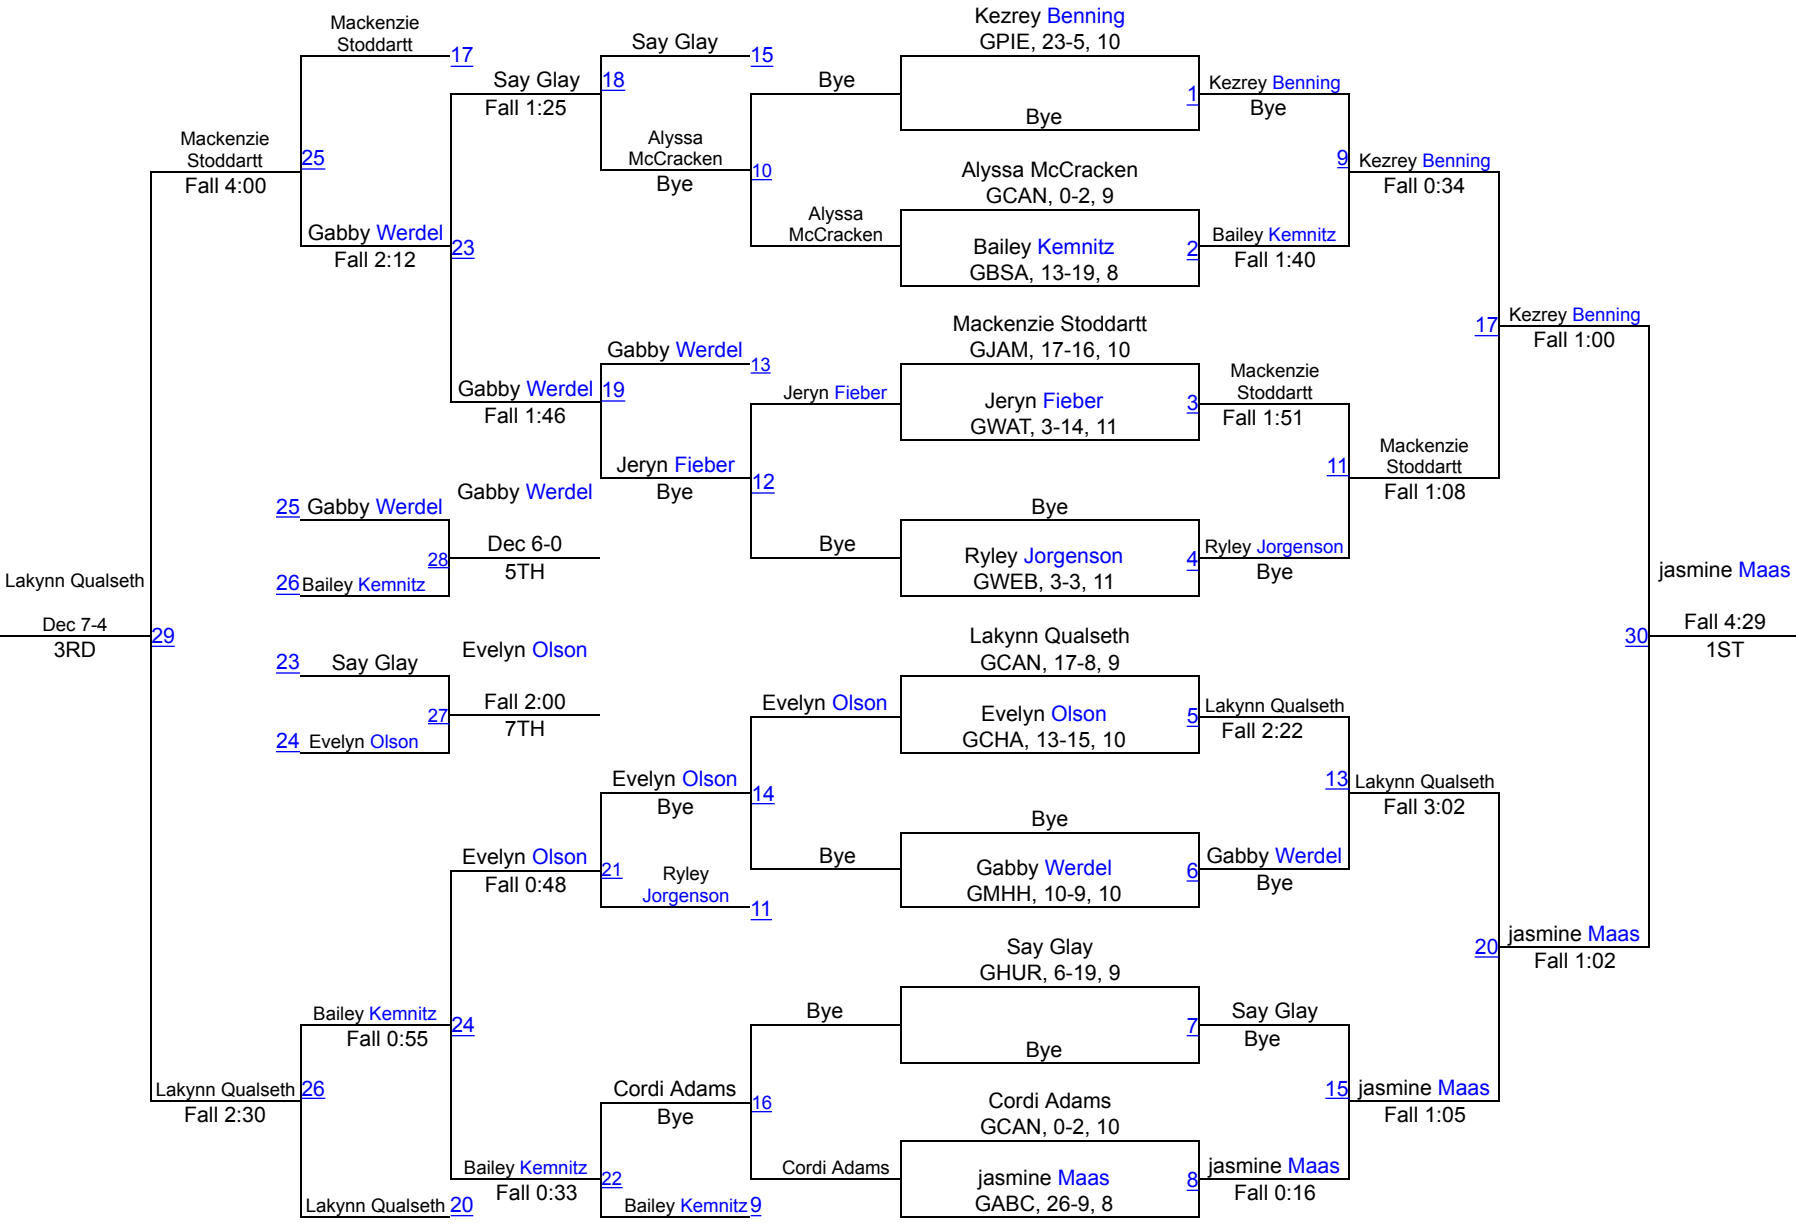 Mackenzie
Stoddartt
17
Say Glay
Fall 1:25
18
Say Glay
15
Alyssa
McCracken
Bye
10
Bye
Alyssa
McCracken
Mackenzie
Stoddartt
Fall 4:00
25
Gabby Werdel
Fall 2:12
23
Gabby Werdel
Fall 1:46
19
Gabby Werdel
13
Jeryn Fieber
Bye
12
Jeryn Fieber
Bye
25 Gabby Werdel
26 Bailey Kemnitz
28
Gabby Werdel
Dec 6-0
5TH
Lakynn Qualseth
Dec 7-4
3RD
29
23 Say Glay
24 Evelyn Olson
27
Evelyn Olson
Fall 2:00
7TH
Evelyn Olson
Bye
Evelyn Olson
Bye
14
Evelyn Olson
Fall 0:48
21
Ryley
Jorgenson
11
Bailey Kemnitz
Fall 0:55
24
Lakynn Qualseth
Fall 2:30
26
Lakynn Qualseth 20
Bailey Kemnitz
Fall 0:33
22
Cordi Adams
Bye
16
Bye
Cordi Adams
Bailey Kemnitz 9
Kezrey Benning
GPIE, 23-5, 10
Bye
1
Kezrey Benning
Bye
Alyssa McCracken
GCAN, 0-2, 9
Bailey Kemnitz
GBSA, 13-19, 8
2
Bailey Kemnitz
Fall 1:40
9
Kezrey Benning
Fall 0:34
Mackenzie Stoddartt
GJAM, 17-16, 10
Jeryn Fieber
GWAT, 3-14, 11
3
Mackenzie
Stoddartt
Fall 1:51
Bye
Ryley Jorgenson
GWEB, 3-3, 11
4
Ryley Jorgenson
Bye
11
Mackenzie
Stoddartt
Fall 1:08
17
Kezrey Benning
Fall 1:00
Lakynn Qualseth
GCAN, 17-8, 9
Evelyn Olson
GCHA, 13-15, 10
5
Lakynn Qualseth
Fall 2:22
Bye
Gabby Werdel
GMHH, 10-9, 10
6
Gabby Werdel
Bye
13
Lakynn Qualseth
Fall 3:02
Say Glay
GHUR, 6-19, 9
Bye
7
Say Glay
Bye
Cordi Adams
GCAN, 0-2, 10
jasmine Maas
GABC, 26-9, 8
8
jasmine Maas
Fall 0:16
15
jasmine Maas
Fall 1:05
20
jasmine Maas
Fall 1:02
30
jasmine Maas
Fall 4:29
1ST